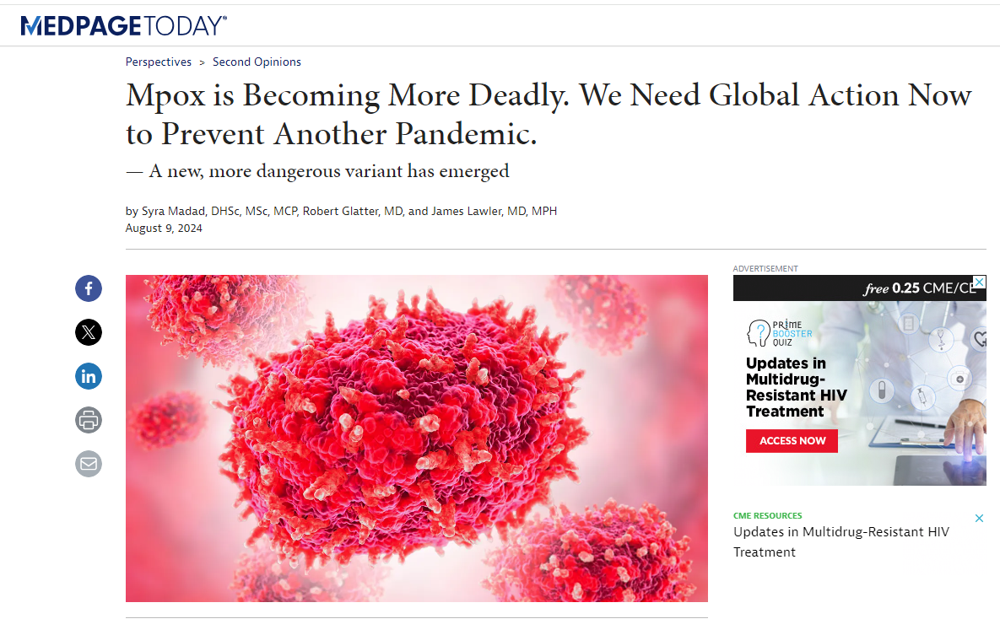 MEDPAGETODAY®
Perspectives > Second Opinions
Mpox is Becoming More Deadly. We Need Global Action Now
to Prevent Another Pandemic.
— A new, more dangerous variant has emerged
by Syra Madad, DHSc, MSc, MCP, Robert Glatter, MD, and James Lawler, MD, MPH
August 9, 2024
f
X
in
ADVERTISEMENT
free 0.25 CME/CE
PRIME
BOOSTER
QUIZ
Updates in
Multidrug-
Resistant HIV
Treatment
ACCESS NOW
CME RESOURCES
Updates in Multidrug-Resistant HIV
Treatment